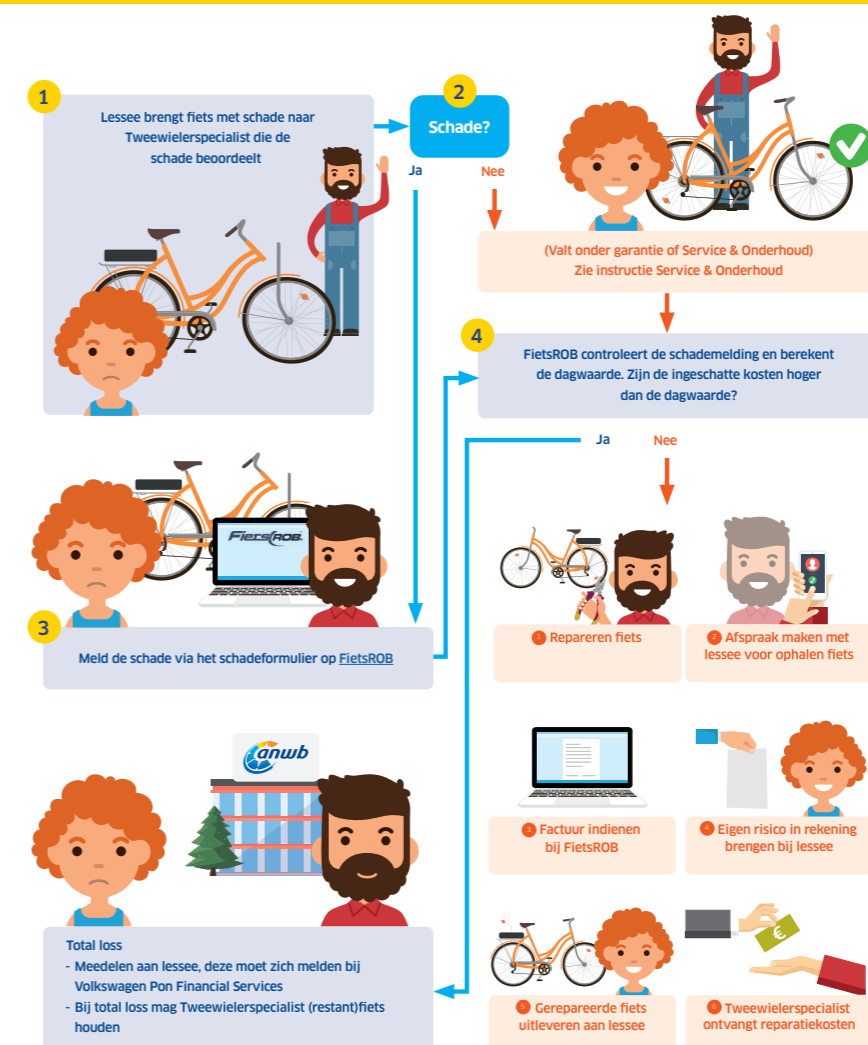 1
Lessee brengt fiets met schade naar
Tweewielerspecialist die de
schade beoordeelt
2
Schade?
Ja
Nee
(Valt onder garantie of Service & Onderhoud)
Zie instructie Service & Onderhoud
FietsROB
3
Meld de schade via het schadeformulier op FietsROB
4
FietsROB controleert de schademelding en berekent
de dagwaarde. Zijn de ingeschatte kosten hoger
dan de dagwaarde?
Ja
Nee
1 Repareren fiets
2 Afspraak maken met
lessee voor ophalen fiets
3 Factuur indienen
bij FietsROB
4 Eigen risico in rekening
brengen bij lessee
5 Gerepareerde fiets
uitleveren aan lessee
€
6 Tweewielerspecialist
ontvangt reparatiekosten
anwb
Total loss
- Meedelen aan lessee, deze moet zich melden bij
Volkswagen Pon Financial Services
- Bij total loss mag Tweewielerspecialist (restant)fiets
houden